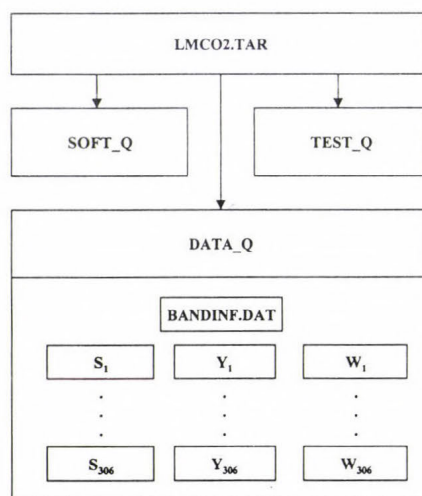 LMCO2.TAR
SOFT_Q TEST_Q
DATA_Q
BANDINF.DAT
S1 Y1 W1
S306 Y306 W306